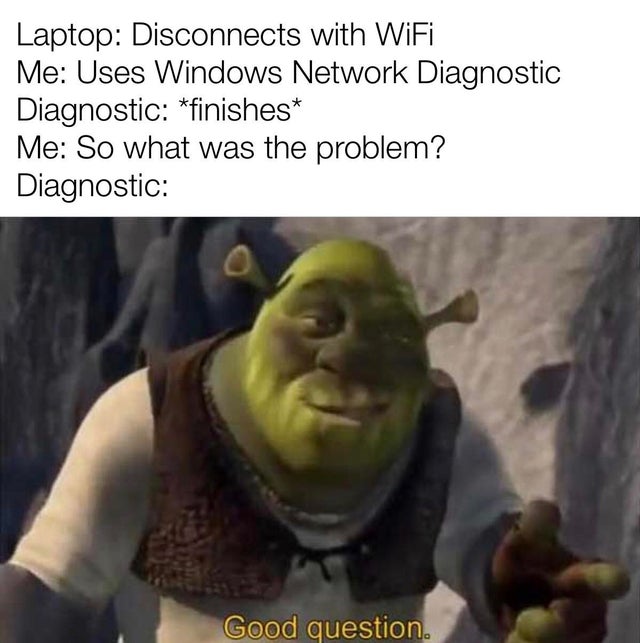 Laptop: Disconnects with WiFi
Me: Uses Windows Network Diagnostic
Diagnostic: *finishes*
Me: So what was the problem?
Diagnostic:
Good question.